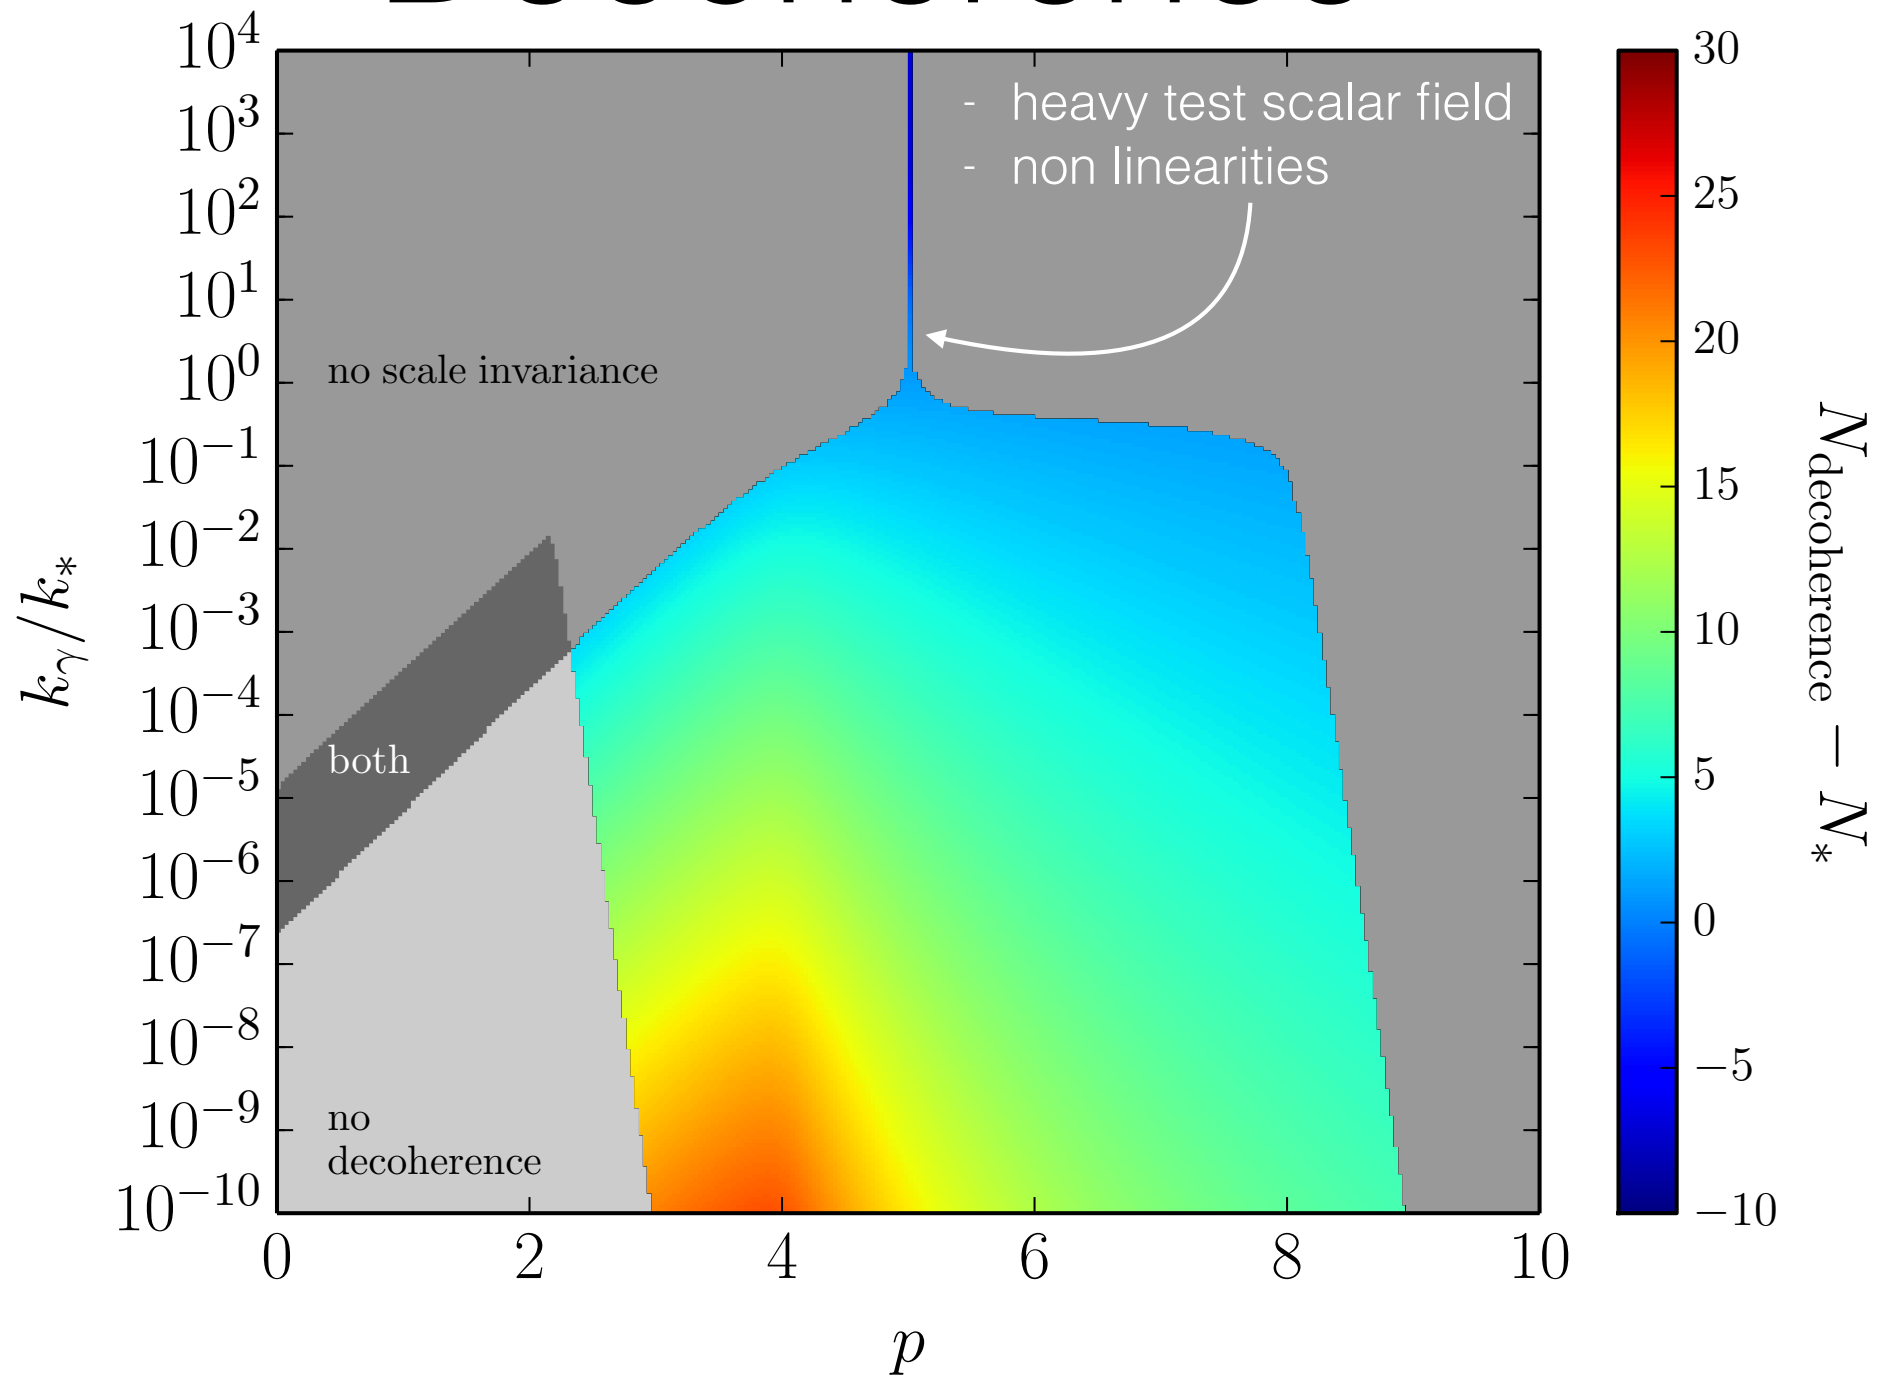 Decoherence
10^4
10^3
10^2
10^1
10^0
10^−1
10^−2
10^−3
10^−4
10^−5
10^−6
10^−7
10^−8
10^−9
10^−10
k_γ/k_*
- heavy test scalar field
- non linearities
no scale invariance
both
no
decoherence
0 2 4 6 8 10
p
30
25
20
15
10
5
0
−5
−10
N_decoherence − N_*